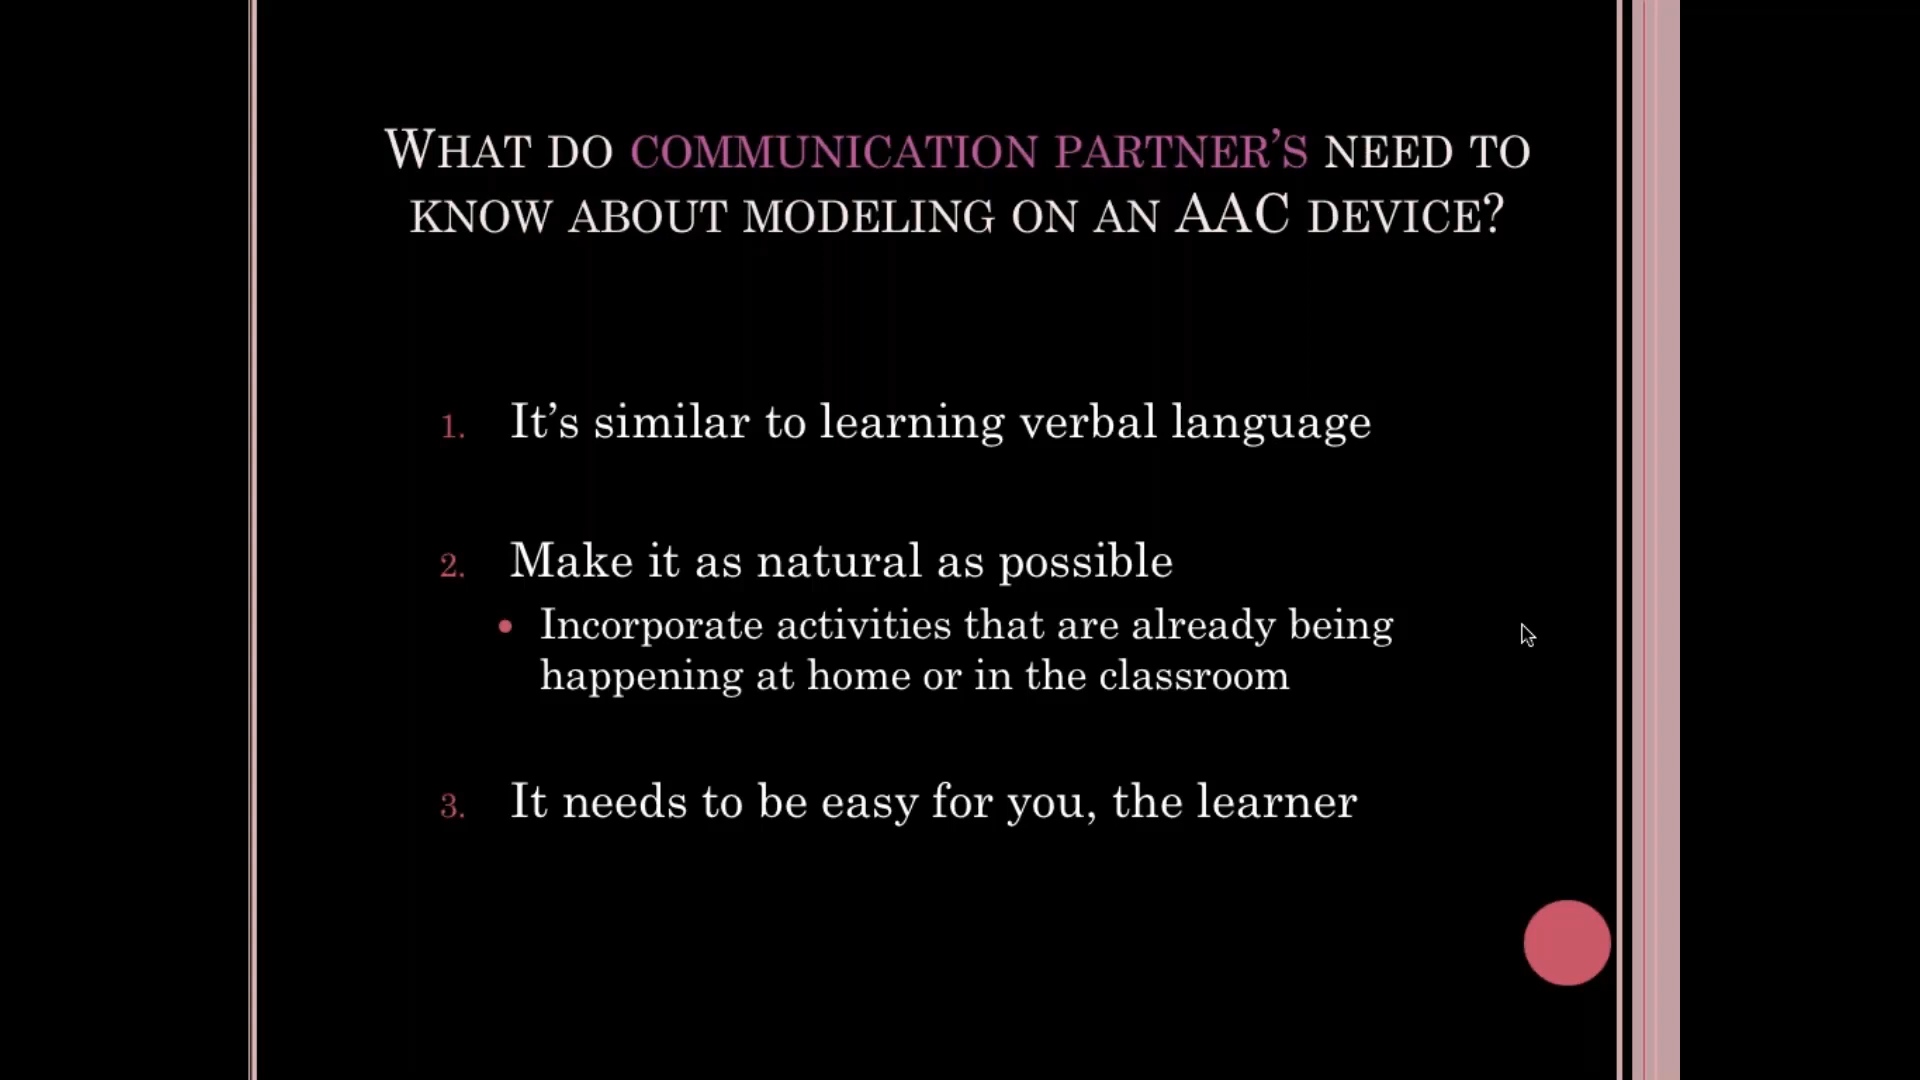 What do communication partner’s need to
know about modeling on an AAC device?
1. It’s similar to learning verbal language
2. Make it as natural as possible
• Incorporate activities that are already being
happening at home or in the classroom
3. It needs to be easy for you, the learner